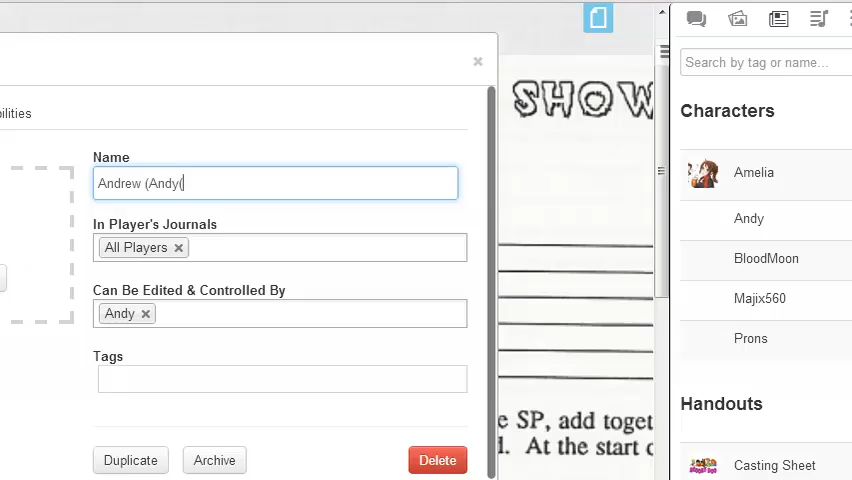 ×
SHOW
Search by tag or name...
Characters
bilities
Name
Andrew (Andy(
Amelia
In Player's Journals
Andy
All Players ×
BloodMoon
Can Be Edited & Controlled By
Majix560
Andy ×
Prons
Tags
Handouts
e SP, add toget
d. At the start o
Duplicate
Archive
Delete
Casting Sheet